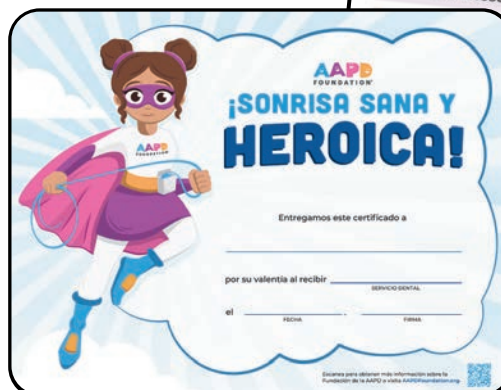 AAPD
FOUNDATION
¡SONRISA SANA Y
HEROICA!
AAPD
FOUNDATION
Entregamos este certificado a
por su valentía al recibir
SERVICIO DENTAL
el
FECHA
FIRMA
Escanea para obtener más información sobre la
Fundación de la AAPD o visita AAPDFoundation.org.